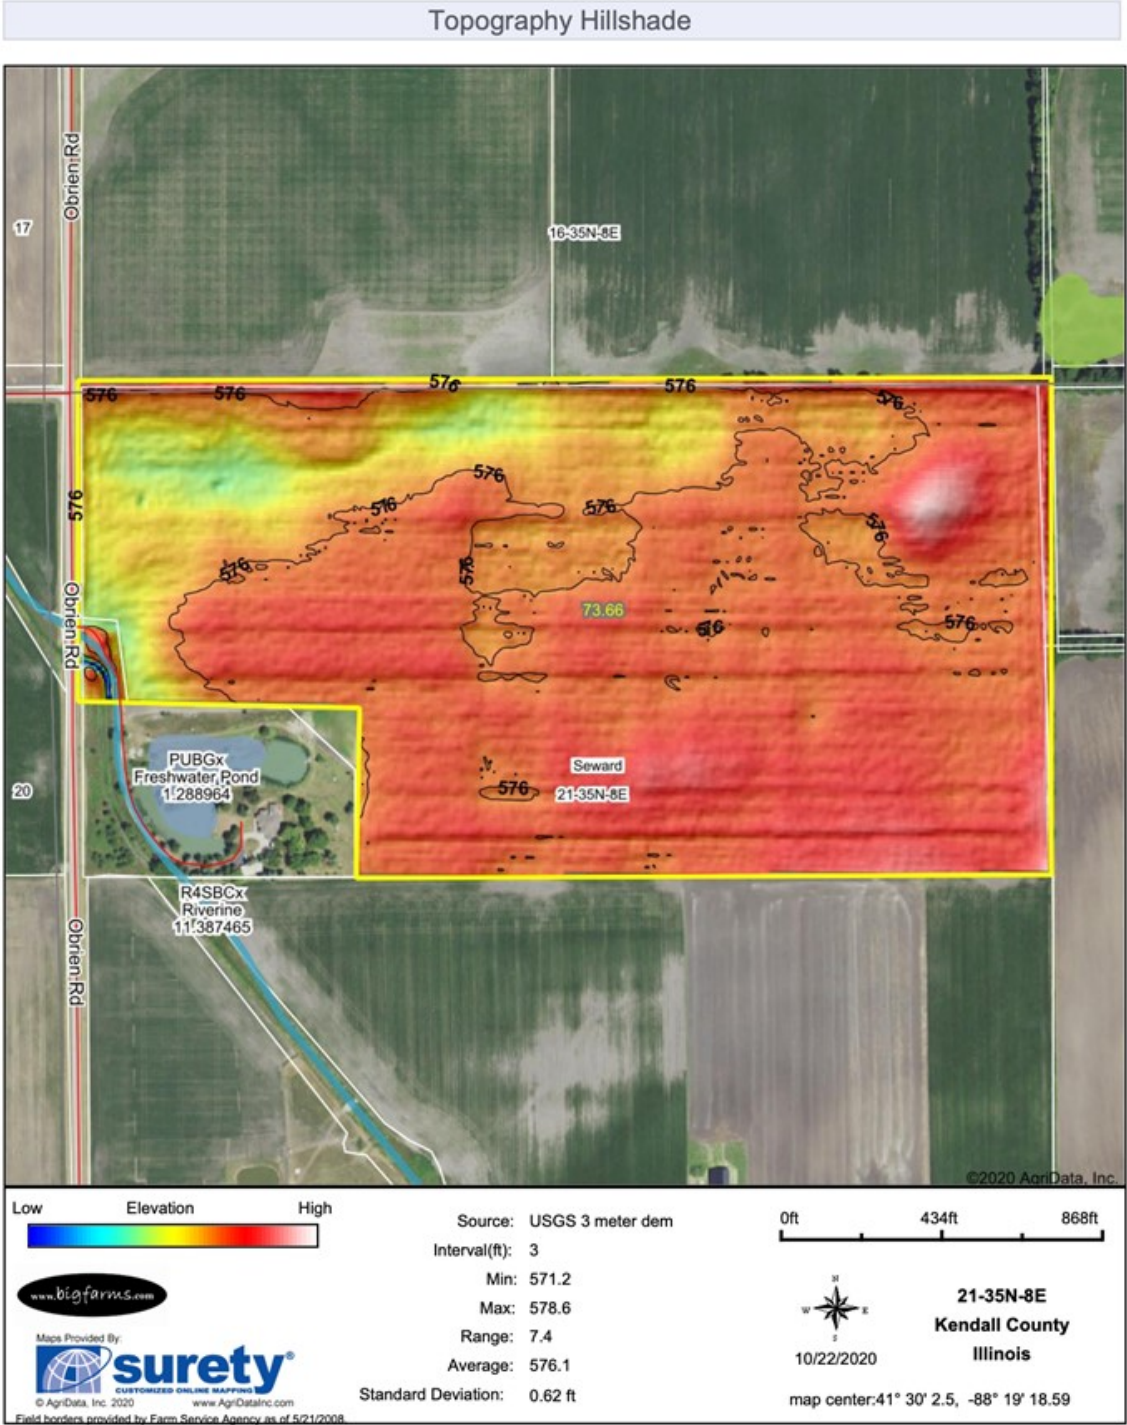 Topography Hillshade
Obrien Rd
17
16-35N-8E
576
576
576
576
576
576
576
576
576
576
576
576
73.66
576
576
Obrien Rd
PUBGx
Freshwater Pond
1.288964
20
Seward
576
21-35N-8E
R4SBCx
Riverine
11.387465
Obrien Rd
©2020 AgriData, Inc.
Low Elevation High
Source: USGS 3 meter dem
Interval(ft): 3
Min: 571.2
Max: 578.6
Range: 7.4
Average: 576.1
Standard Deviation: 0.62 ft
0ft 434ft 868ft
N
W E
S
10/22/2020
21-35N-8E
Kendall County
Illinois
map center:41° 30' 2.5, -88° 19' 18.59
www.bigfarms.com
Maps Provided By:
surety®
CUSTOMIZED ONLINE MAPPING
© AgriData, Inc. 2020 www.AgriDataInc.com
Field borders provided by Farm Service Agency as of 5/21/2008.